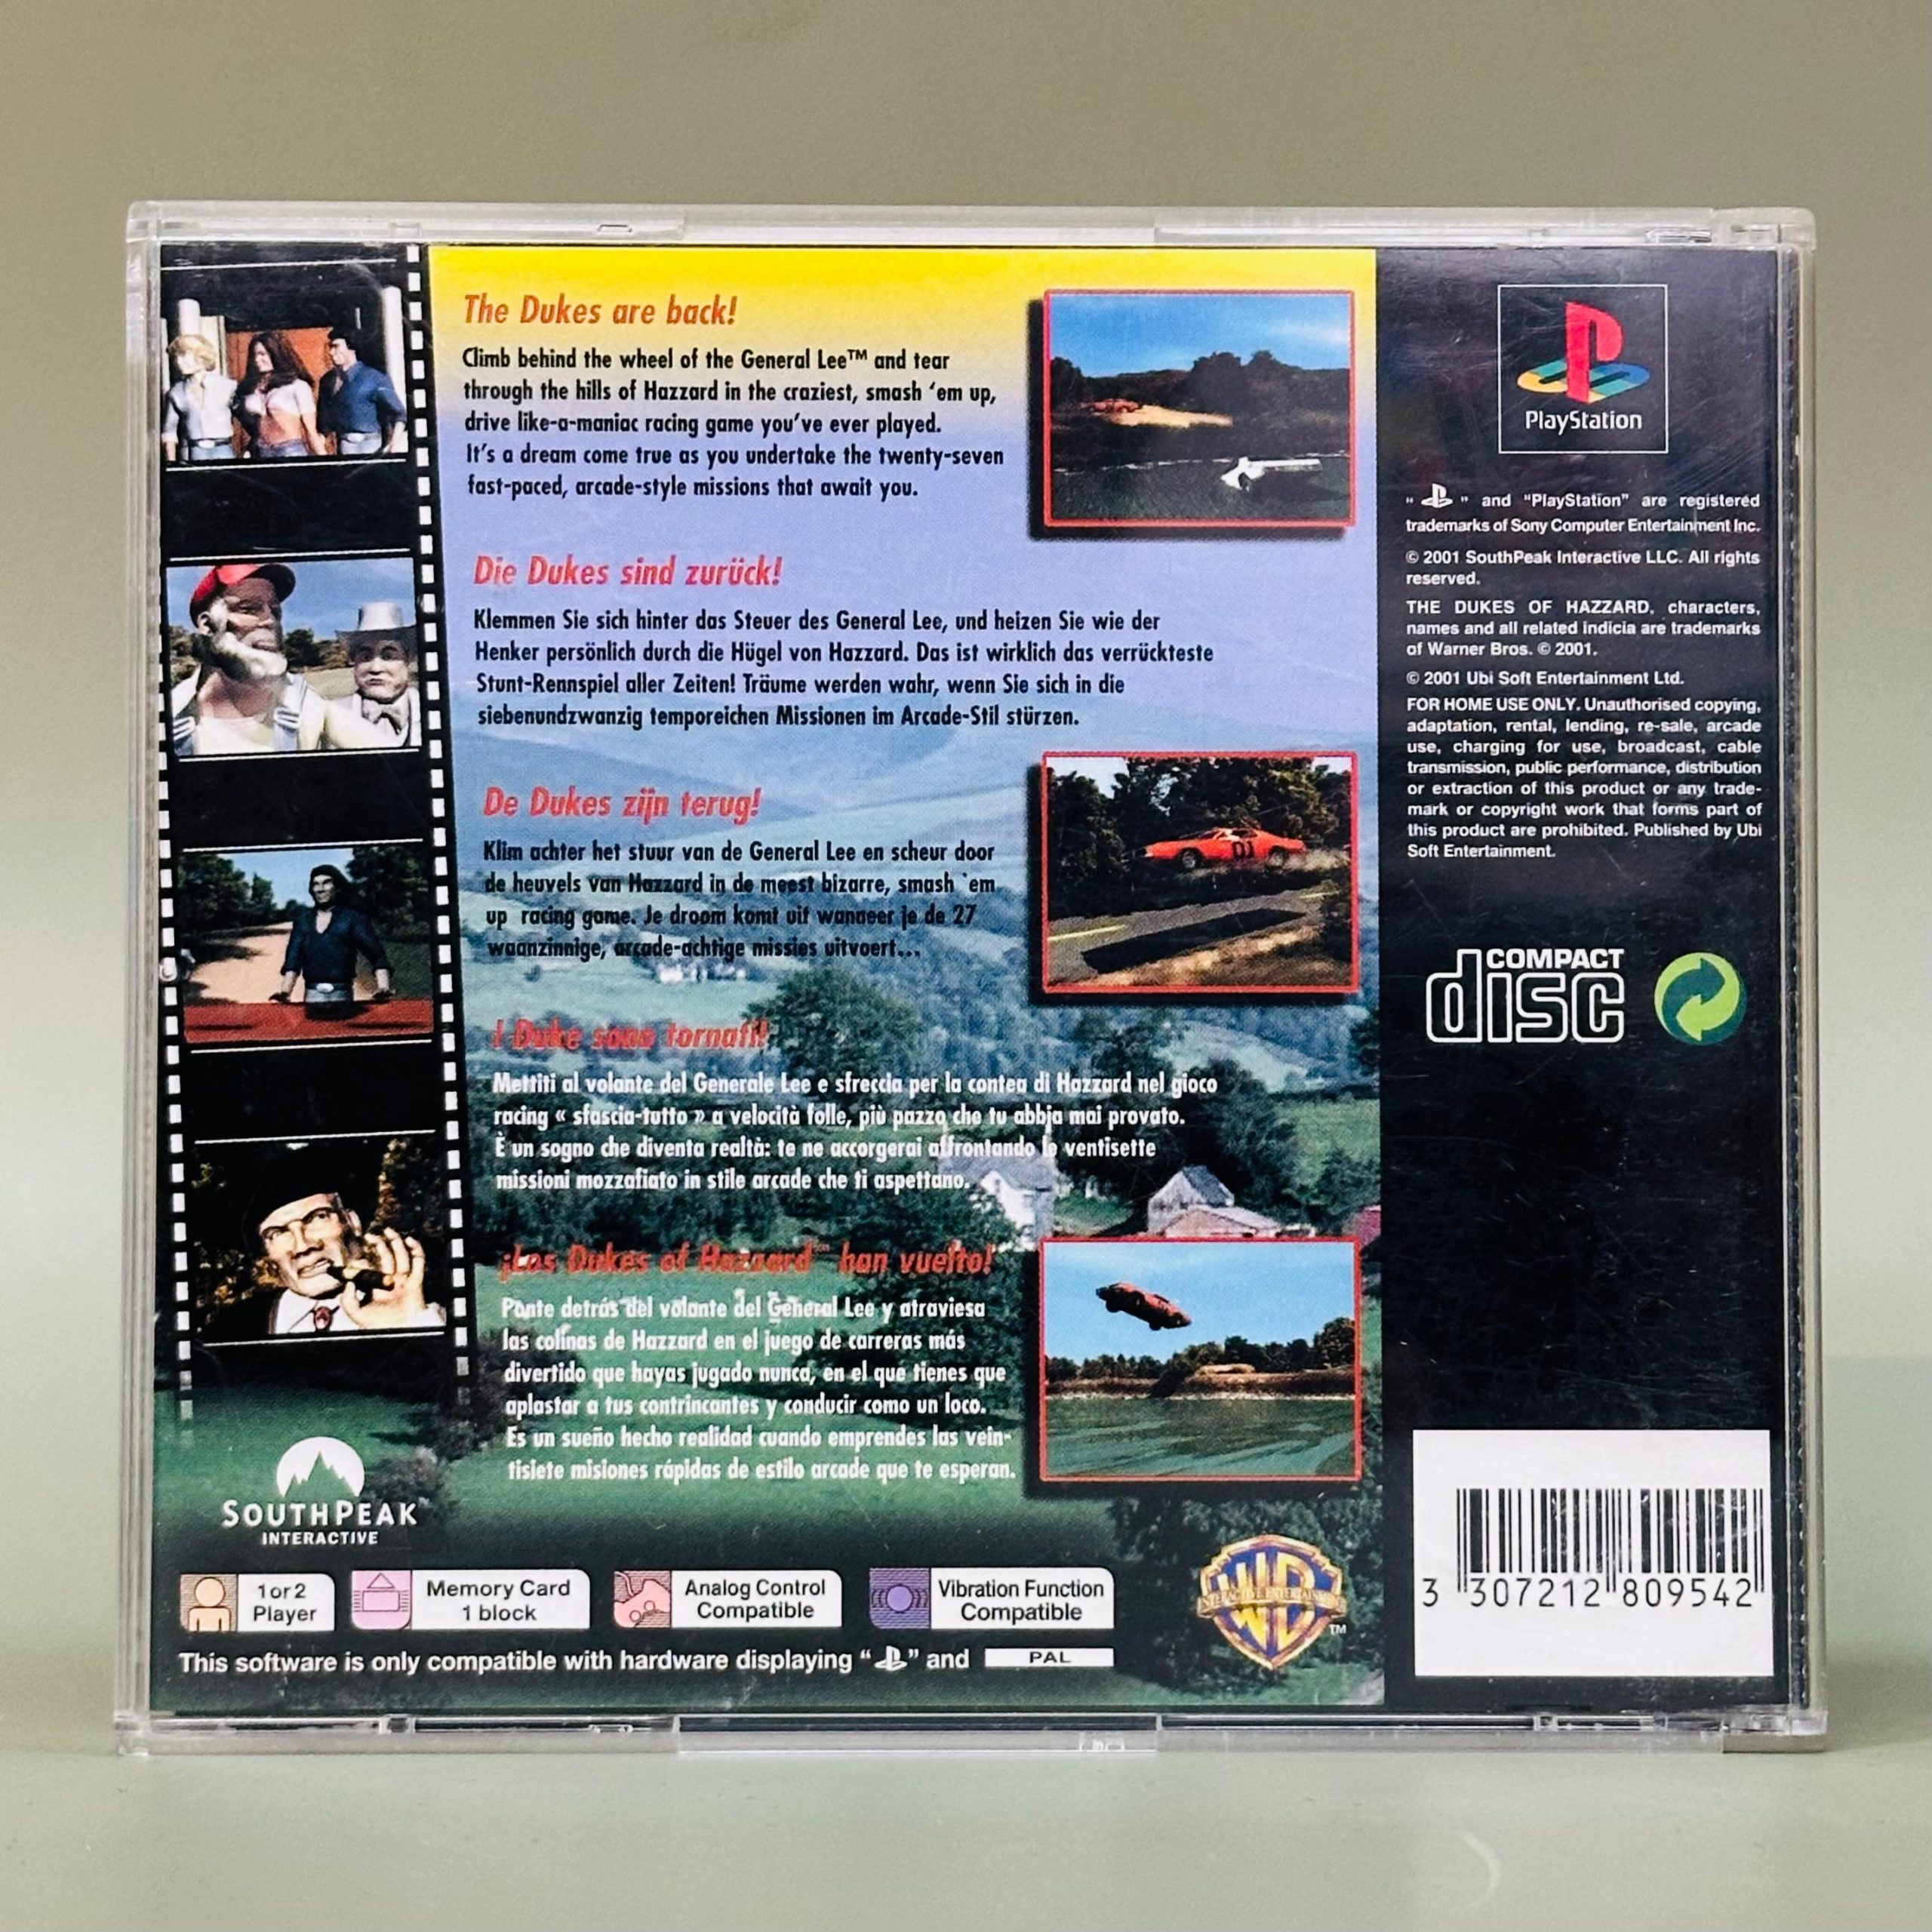 The Dukes are back!
Climb behind the wheel of the General Lee™ and tear
through the hills of Hazzard in the craziest, smash ‘em up,
drive like-a-maniac racing game you’ve ever played.
It’s a dream come true as you undertake the twenty-seven
fast-paced, arcade-style missions that await you.
Die Dukes sind zurück!
Klemmen Sie sich hinter das Steuer des General Lee, und heizen Sie wie der
Henker persönlich durch die Hügel von Hazzard. Das ist wirklich das verrückteste
Stunt-Rennspiel aller Zeiten! Träume werden wahr, wenn Sie sich in die
siebenundzwanzig temporeichen Missionen im Arcade-Stil stürzen.
De Dukes zijn terug!
Klim achter het stuur van de General Lee en scheur door
de heuvels van Hazzard in de meest bizarre, smash `em
up racing game. Je droom komt uit wanneer je de 27
waanzinnige, arcade-achtige missies uitvoert...
01
I Duke sono tornati!
Mettiti al volante del Generale Lee e sfreccia per la contea di Hazzard nel gioco
racing « sfascia-tutto » a velocità folle, più pazzo che tu abbia mai provato.
È un sogno che diventa realtà: te ne accorgerai affrontando le ventisette
missioni mozzafiato in stile arcade che ti aspettano.
¡Los Dukes of Hazzard™ han vuelto!
Ponte detrás del volante del General Lee y atraviesa
las colinas de Hazzard en el juego de carreras más
divertido que hayas jugado nunca, en el que tienes que
aplastar a tus contrincantes y conducir como un loco.
Es un sueño hecho realidad cuando emprendes las vein-
tisiete misiones rápidas de estilo arcade que te esperan.
SOUTHPEAK
INTERACTIVE
1 or 2
Player
Memory Card
1 block
Analog Control
Compatible
Vibration Function
Compatible
WB
INTERACTIVE ENTERTAINMENT
TM
This software is only compatible with hardware displaying “PS” and PAL
PlayStation
“PS” and “PlayStation” are registered
trademarks of Sony Computer Entertainment Inc.
© 2001 SouthPeak Interactive LLC. All rights
reserved.
THE DUKES OF HAZZARD, characters,
names and all related indicia are trademarks
of Warner Bros. © 2001.
© 2001 Ubi Soft Entertainment Ltd.
FOR HOME USE ONLY. Unauthorised copying,
adaptation, rental, lending, re-sale, arcade
use, charging for use, broadcast, cable
transmission, public performance, distribution
or extraction of this product or any trade-
mark or copyright work that forms part of
this product are prohibited. Published by Ubi
Soft Entertainment.
COMPACT
disc
3 307212 809542